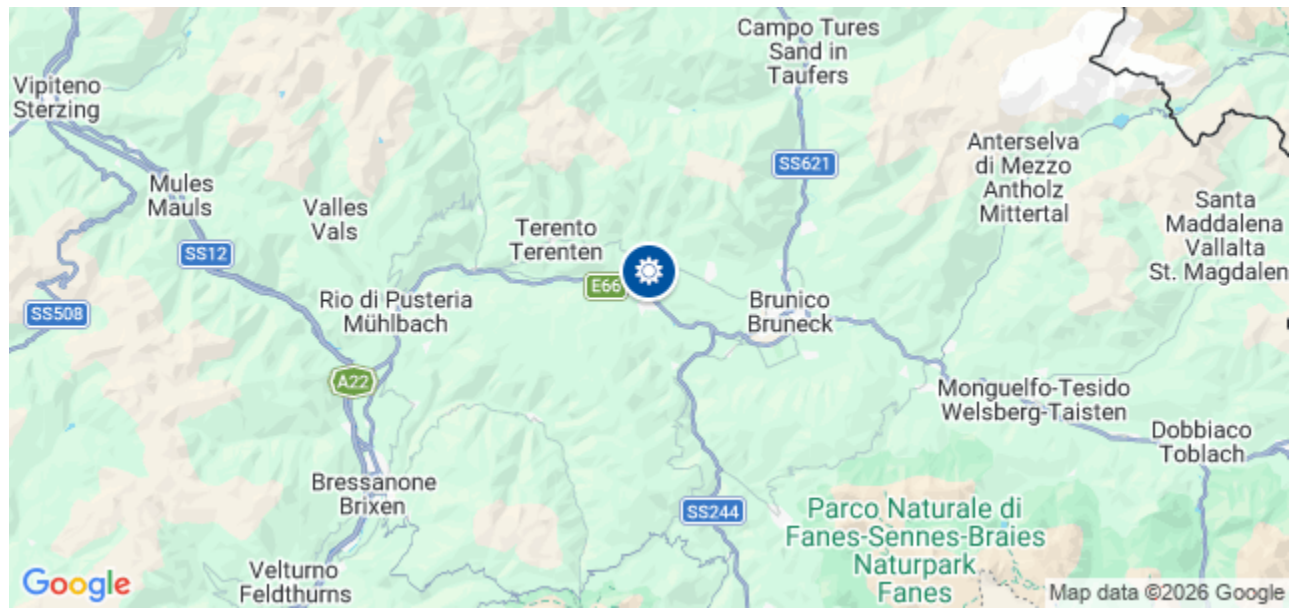 Campo Tures
Sand in
Taufers
Vipiteno
Sterzing
Anterselva
di Mezzo
Antholz
Mittertal
SS621
Mules
Mauls
Valles
Vals
Santa
Maddalena
Vallalta
St. Magdalen
Terento
Terenten
SS12
E66
Rio di Pusteria
Mühlbach
Brunico
Bruneck
SS508
A22
Monguelfo-Tesido
Welsberg-Taisten
Dobbiaco
Toblach
Bressanone
Brixen
SS244
Parco Naturale di
Fanes-Sennes-Braies
Naturpark
Fanes
Velturno
Feldthurns
Google
Map data ©2026 Google